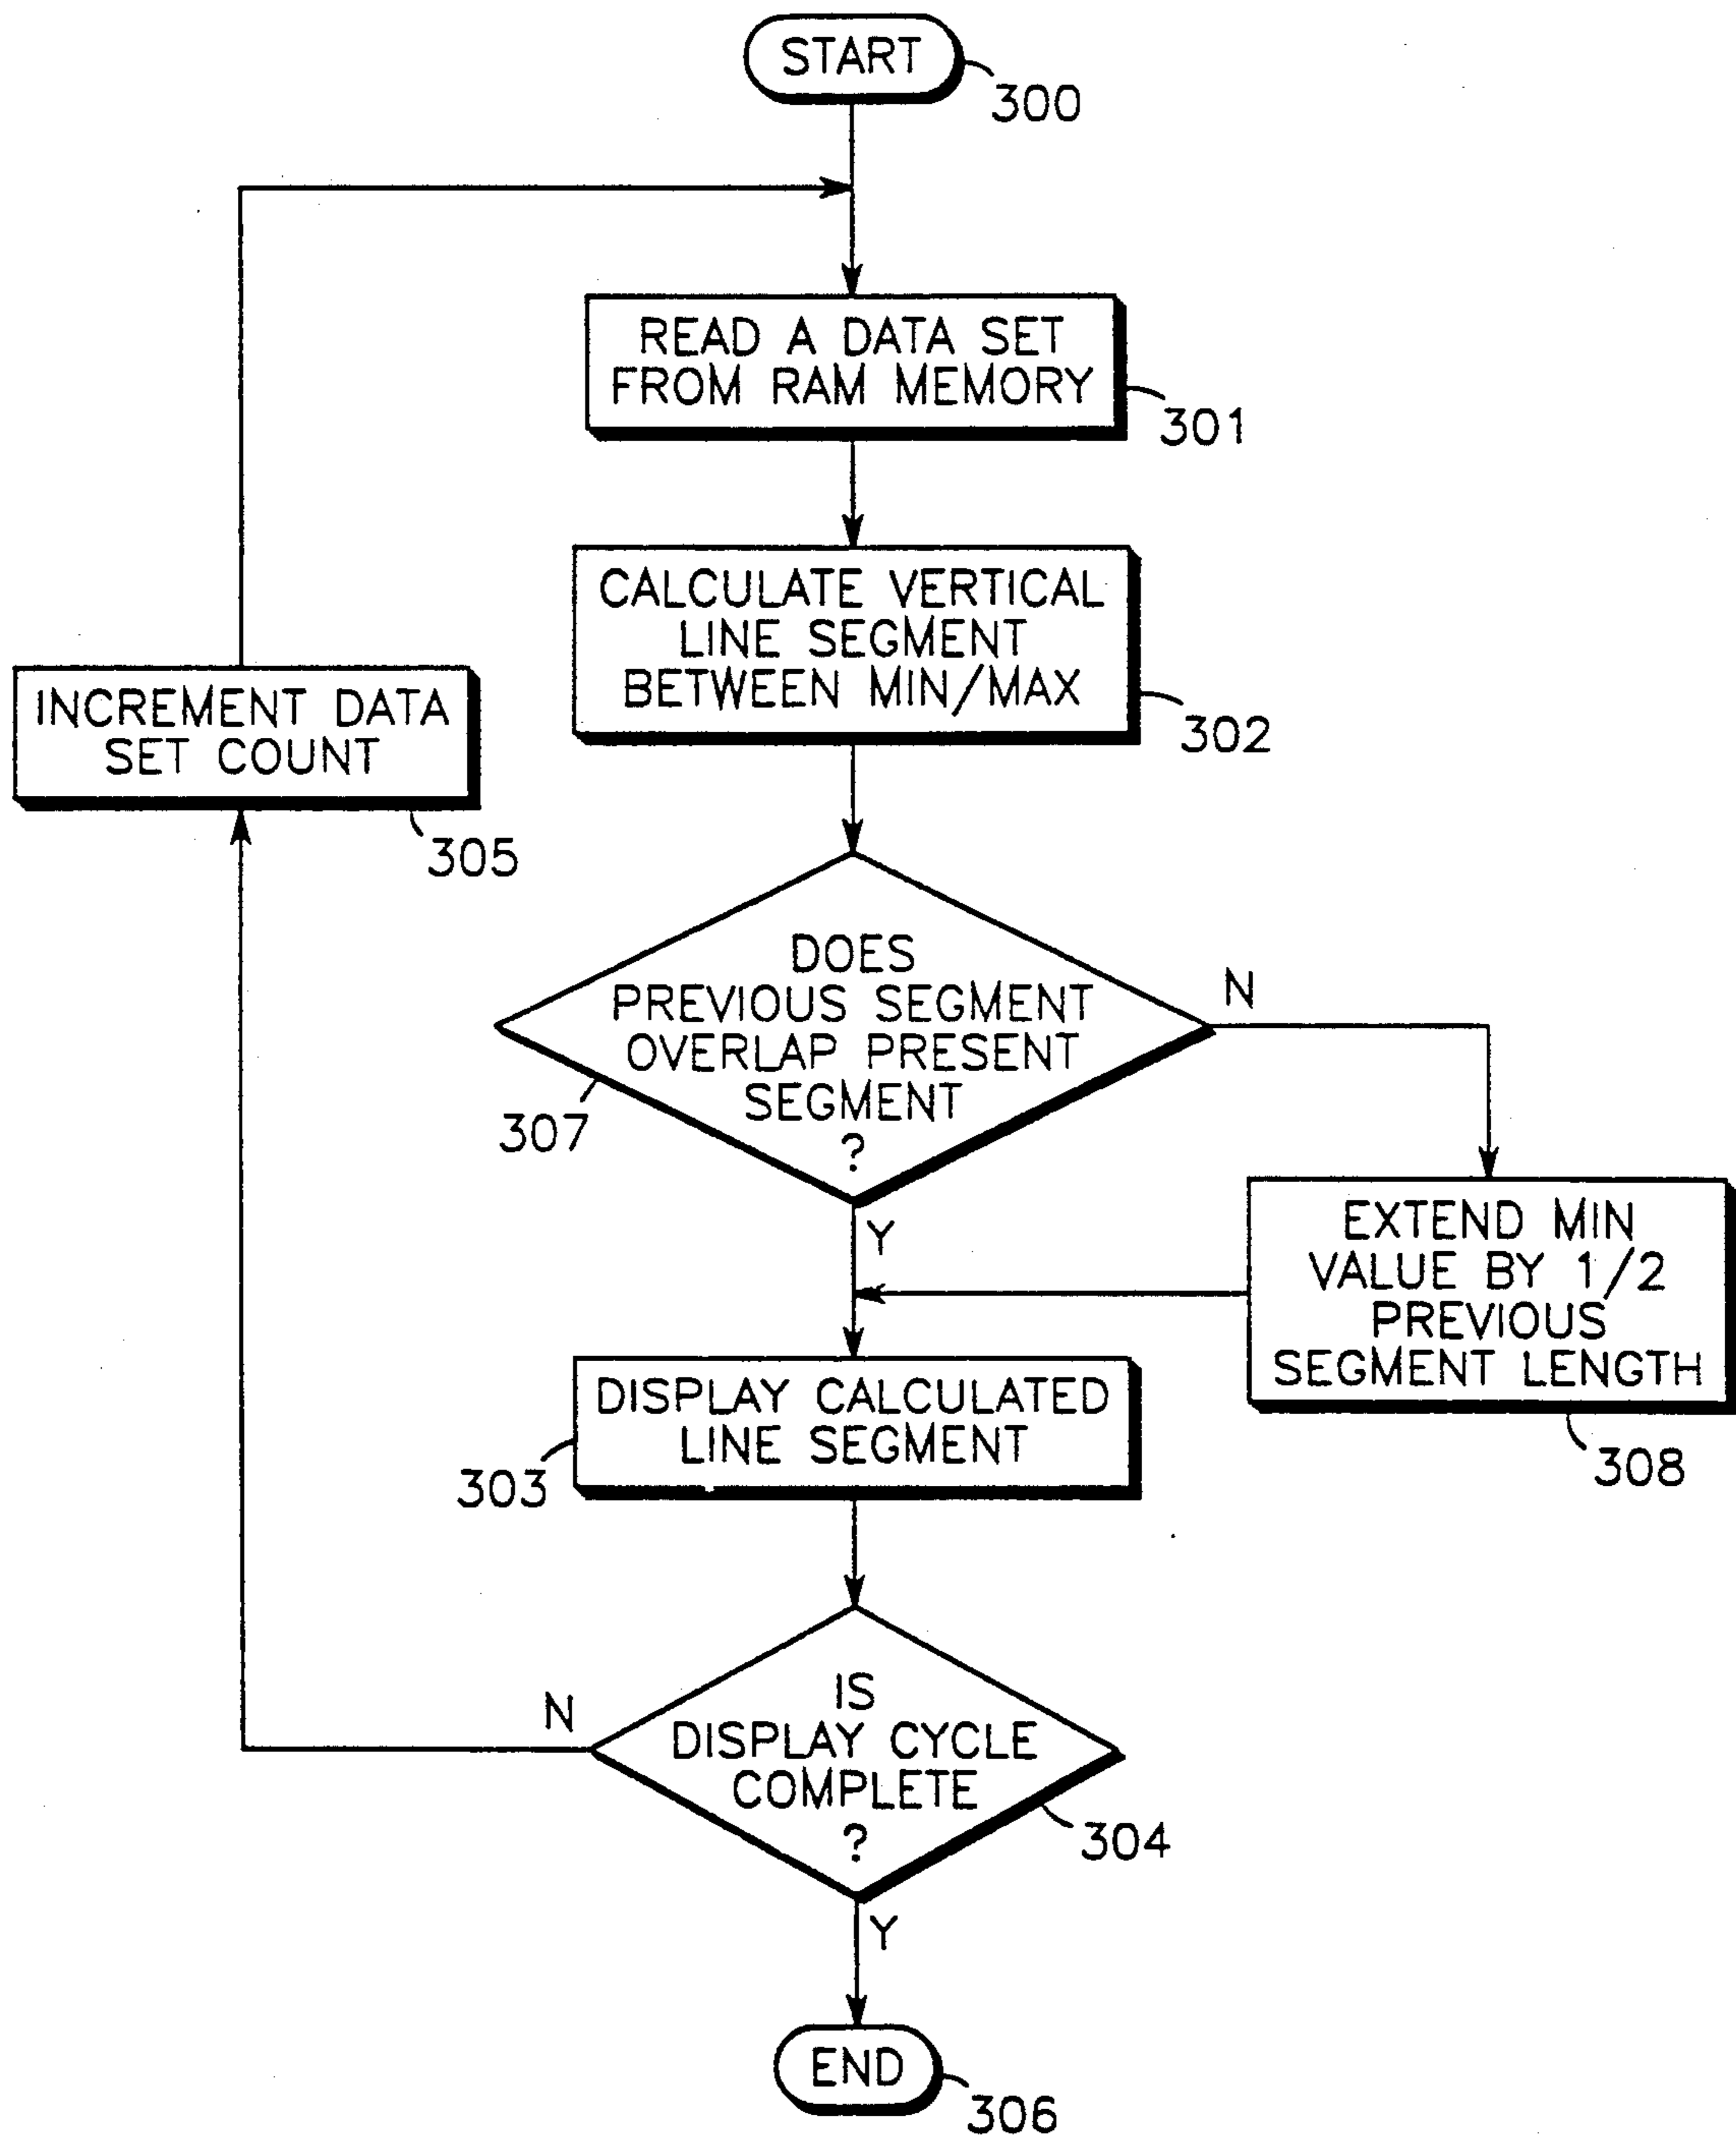 START
300
READ A DATA SET
FROM RAM MEMORY
301
CALCULATE VERTICAL
LINE SEGMENT
BETWEEN MIN/MAX
302
INCREMENT DATA
SET COUNT
305
DOES
PREVIOUS SEGMENT
OVERLAP PRESENT
SEGMENT
?
307
N
Y
EXTEND MIN
VALUE BY 1/2
PREVIOUS
SEGMENT LENGTH
308
DISPLAY CALCULATED
LINE SEGMENT
303
IS
DISPLAY CYCLE
COMPLETE
?
304
N
Y
END
306